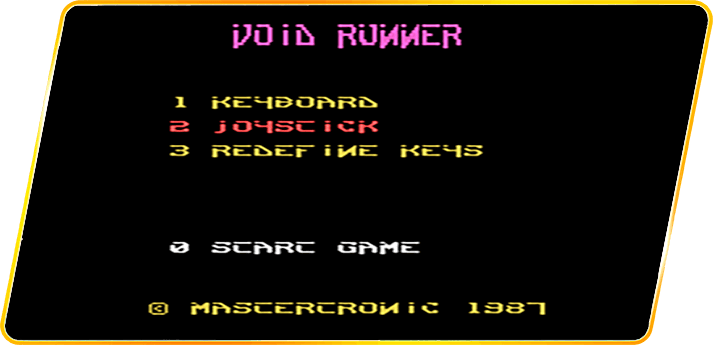 VOID RUNNER
1 KEYBOARD
2 JOYSTICK
3 REDEFINE KEYS
0 START GAME
© MASTERTRONIC 1987